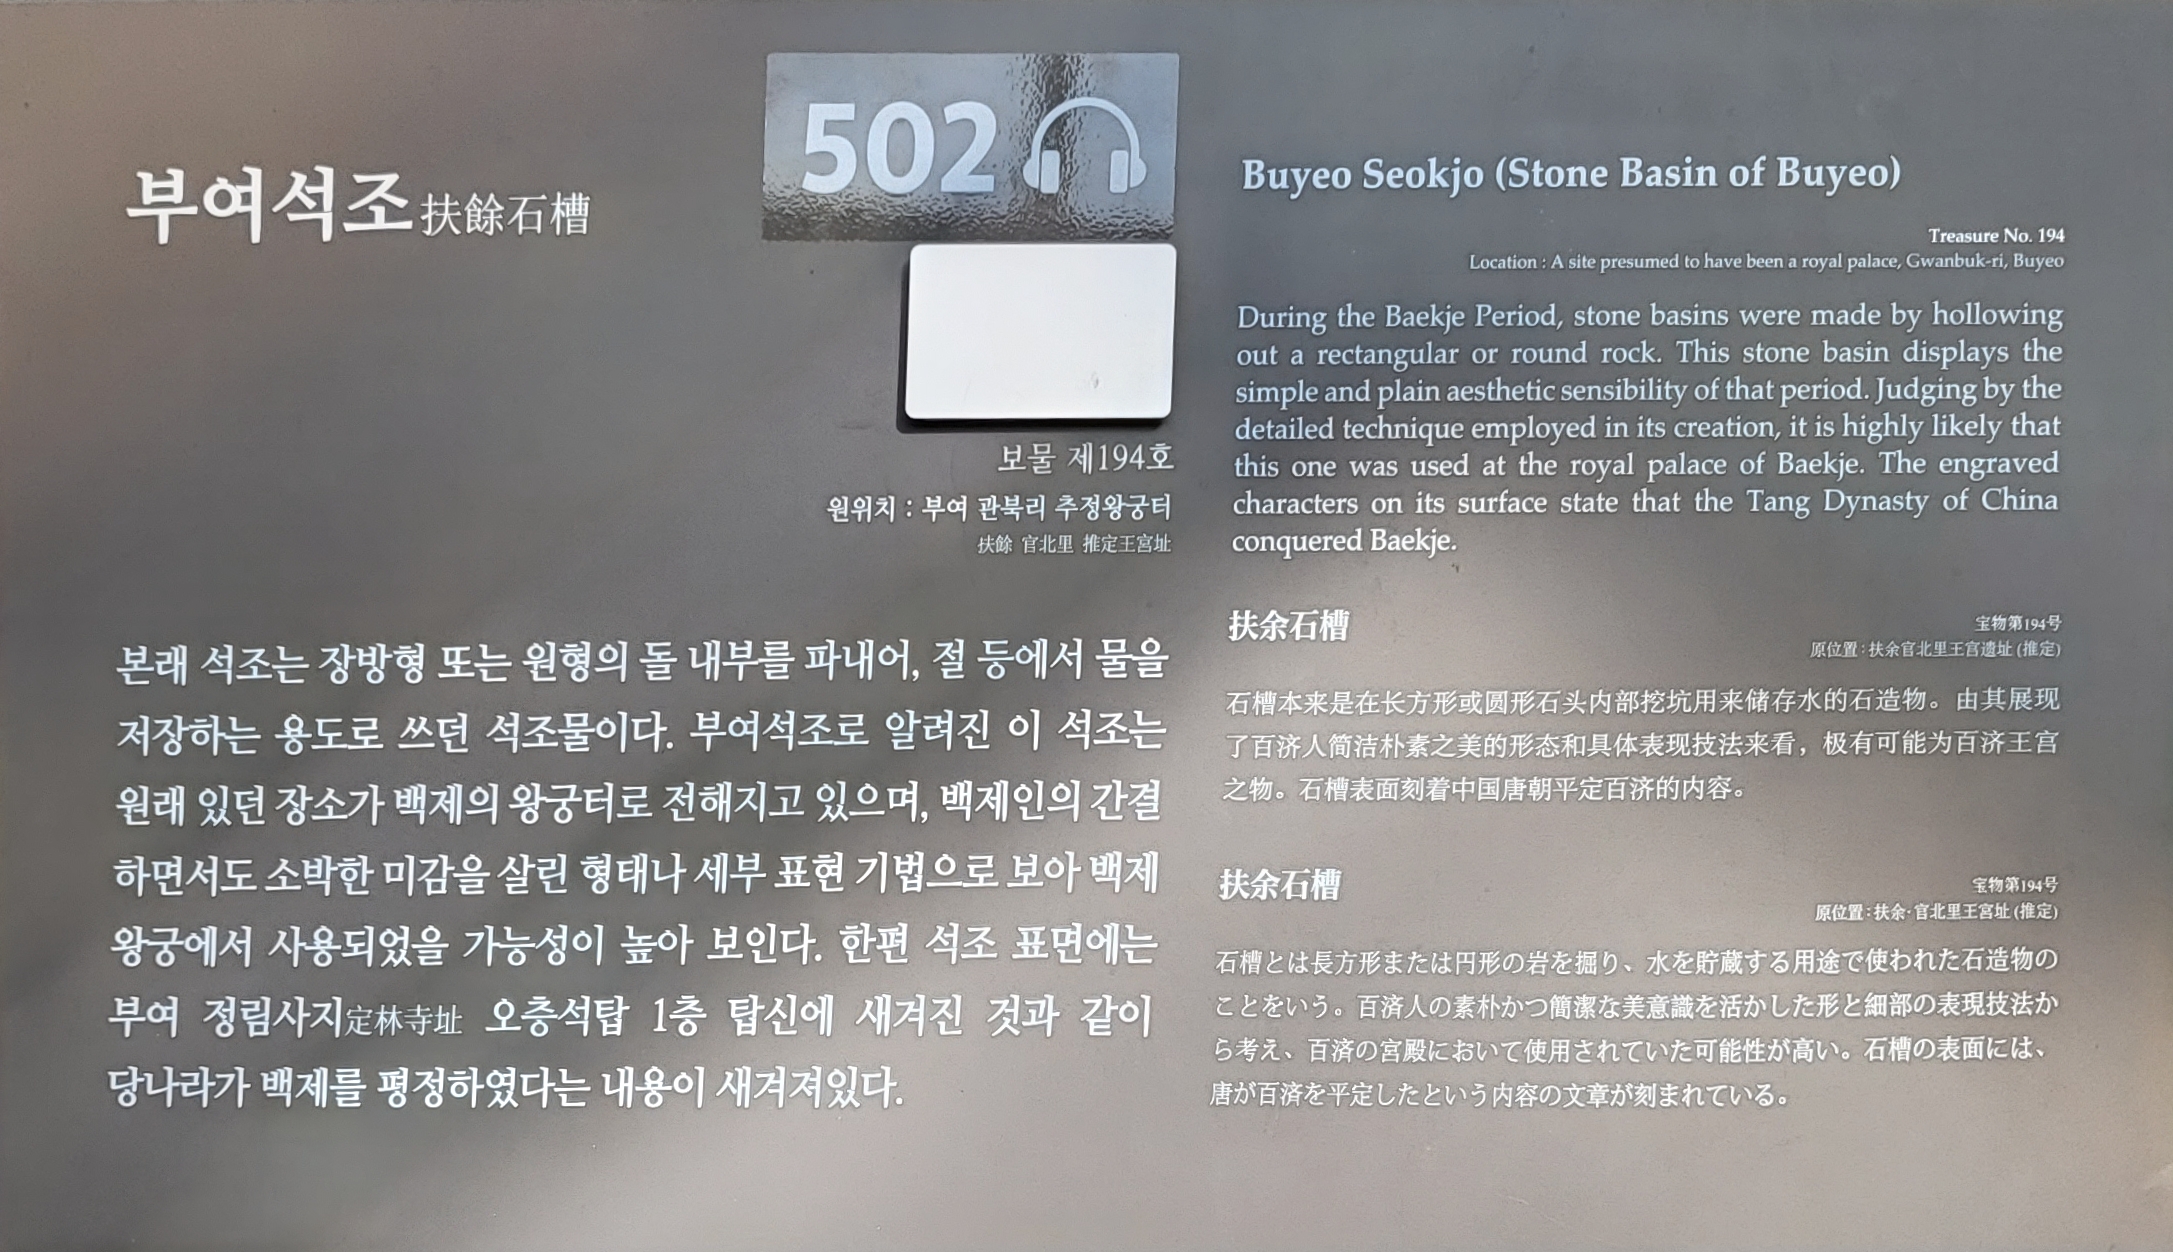 부여석조扶餘石槽
502
보물 제194호
원위치 : 부여 관북리 추정왕궁터
扶餘 官北里 推定王宮址
본래 석조는 장방형 또는 원형의 돌 내부를 파내어, 절 등에서 물을
저장하는 용도로 쓰던 석조물이다. 부여석조로 알려진 이 석조는
원래 있던 장소가 백제의 왕궁터로 전해지고 있으며, 백제인의 간결
하면서도 소박한 미감을 살린 형태나 세부 표현 기법으로 보아 백제
왕궁에서 사용되었을 가능성이 높아 보인다. 한편 석조 표면에는
부여 정림사지定林寺址 오층석탑 1층 탑신에 새겨진 것과 같이
당나라가 백제를 평정하였다는 내용이 새겨져있다.
Buyeo Seokjo (Stone Basin of Buyeo)
Treasure No. 194
Location : A site presumed to have been a royal palace, Gwanbuk-ri, Buyeo
During the Baekje Period, stone basins were made by hollowing
out a rectangular or round rock. This stone basin displays the
simple and plain aesthetic sensibility of that period. Judging by the
detailed technique employed in its creation, it is highly likely that
this one was used at the royal palace of Baekje. The engraved
characters on its surface state that the Tang Dynasty of China
conquered Baekje.
扶余石槽
宝物第194号
原位置 : 扶余官北里王宫遗址 (推定)
石槽本来是在长方形或圆形石头内部挖坑用来储存水的石造物。由其展现
了百济人简洁朴素之美的形态和具体表现技法来看，极有可能为百济王宫
之物。石槽表面刻着中国唐朝平定百济的内容。
扶余石槽
宝物第194号
原位置 : 扶余·官北里王宮址 (推定)
石槽とは長方形または円形の岩を掘り、水を貯蔵する用途で使われた石造物の
ことをいう。百済人の素朴かつ簡潔な美意識を活かした形と細部の表現技法か
ら考え、百済の宮殿において使用されていた可能性が高い。石槽の表面には、
唐が百済を平定したという内容の文章が刻まれている。